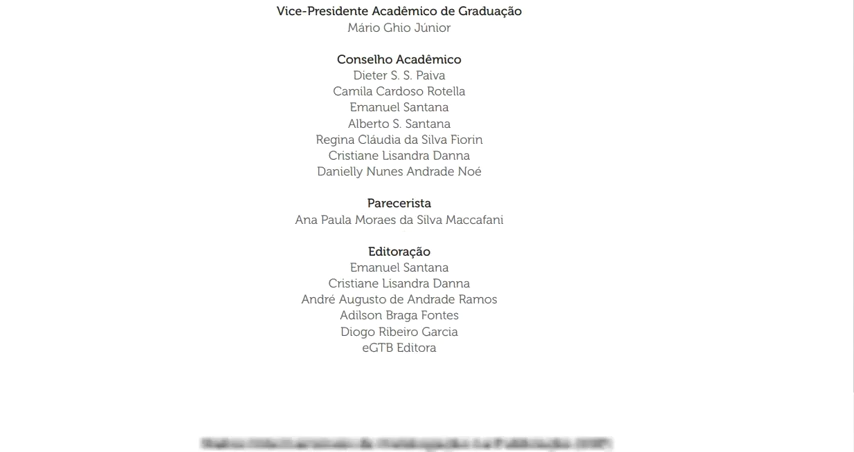 Vice-Presidente Acadêmico de Graduação
Mário Ghio Júnior
Conselho Acadêmico
Dieter S. S. Paiva
Camila Cardoso Rotella
Emanuel Santana
Alberto S. Santana
Regina Cláudia da Silva Fiorin
Cristiane Lisandra Danna
Danielly Nunes Andrade Noé
Parecerista
Ana Paula Moraes da Silva Maccafani
Editoração
Emanuel Santana
Cristiane Lisandra Danna
André Augusto de Andrade Ramos
Adilson Braga Fontes
Diogo Ribeiro Garcia
eGTB Editora